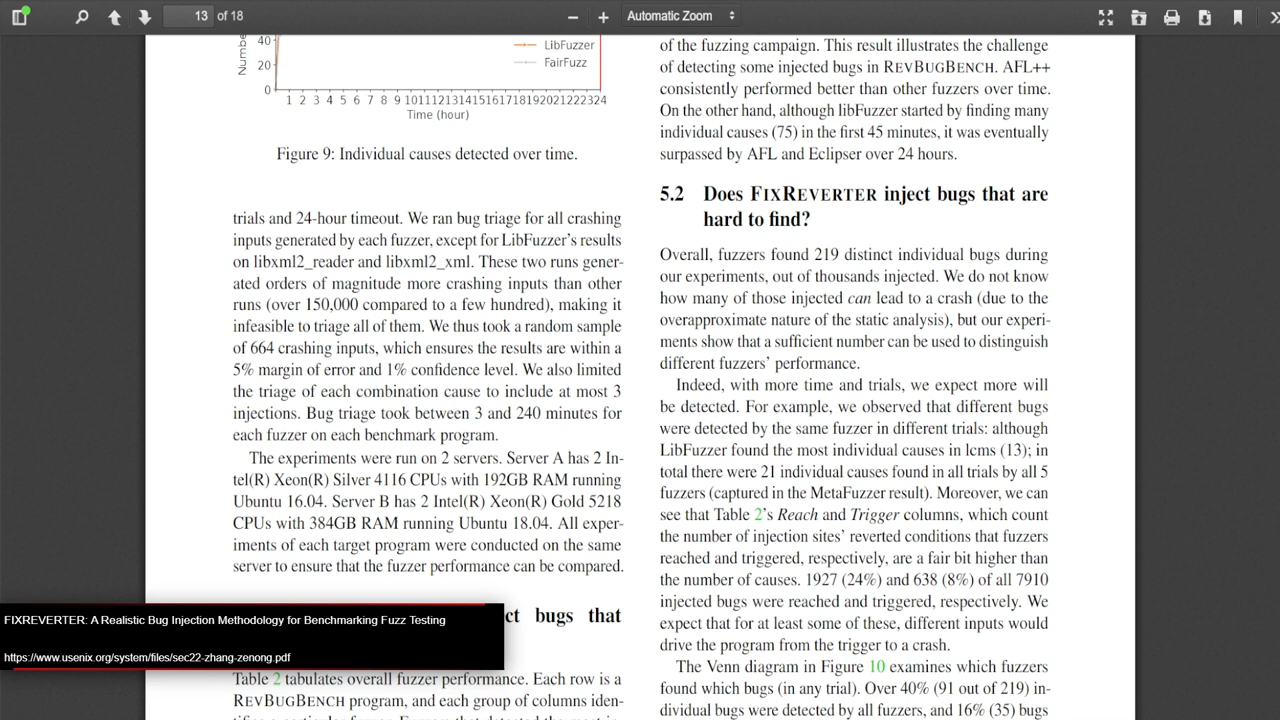 13 of 18
Automatic Zoom
40
20
0
Number
LibFuzzer
FairFuzz
1 2 3 4 5 6 7 8 9 101112131415161718192021222324
Time (hour)
Figure 9: Individual causes detected over time.
trials and 24-hour timeout. We ran bug triage for all crashing
inputs generated by each fuzzer, except for LibFuzzer's results
on libxml2_reader and libxml2_xml. These two runs gener-
ated orders of magnitude more crashing inputs than other
runs (over 150,000 compared to a few hundred), making it
infeasible to triage all of them. We thus took a random sample
of 664 crashing inputs, which ensures the results are within a
5% margin of error and 1% confidence level. We also limited
the triage of each combination cause to include at most 3
injections. Bug triage took between 3 and 240 minutes for
each fuzzer on each benchmark program.
The experiments were run on 2 servers. Server A has 2 In-
tel(R) Xeon(R) Silver 4116 CPUs with 192GB RAM running
Ubuntu 16.04. Server B has 2 Intel(R) Xeon(R) Gold 5218
CPUs with 384GB RAM running Ubuntu 18.04. All exper-
iments of each target program were conducted on the same
server to ensure that the fuzzer performance can be compared.
ct bugs that
FIXREVERTER: A Realistic Bug Injection Methodology for Benchmarking Fuzz Testing
https://www.usenix.org/system/files/sec22-zhang-zenong.pdf
Table 2 tabulates overall fuzzer performance. Each row is a
REVBUGBENCH program, and each group of columns iden-
of the fuzzing campaign. This result illustrates the challenge
of detecting some injected bugs in REVBUGBENCH. AFL++
consistently performed better than other fuzzers over time.
On the other hand, although libFuzzer started by finding many
individual causes (75) in the first 45 minutes, it was eventually
surpassed by AFL and Eclipser over 24 hours.
5.2 Does FIXREVERTER inject bugs that are
hard to find?
Overall, fuzzers found 219 distinct individual bugs during
our experiments, out of thousands injected. We do not know
how many of those injected can lead to a crash (due to the
overapproximate nature of the static analysis), but our experi-
ments show that a sufficient number can be used to distinguish
different fuzzers' performance.
Indeed, with more time and trials, we expect more will
be detected. For example, we observed that different bugs
were detected by the same fuzzer in different trials: although
LibFuzzer found the most individual causes in lcms (13); in
total there were 21 individual causes found in all trials by all 5
fuzzers (captured in the MetaFuzzer result). Moreover, we can
see that Table 2's Reach and Trigger columns, which count
the number of injection sites' reverted conditions that fuzzers
reached and triggered, respectively, are a fair bit higher than
the number of causes. 1927 (24%) and 638 (8%) of all 7910
injected bugs were reached and triggered, respectively. We
expect that for at least some of these, different inputs would
drive the program from the trigger to a crash.
The Venn diagram in Figure 10 examines which fuzzers
found which bugs (in any trial). Over 40% (91 out of 219) in-
dividual bugs were detected by all fuzzers, and 16% (35) bugs